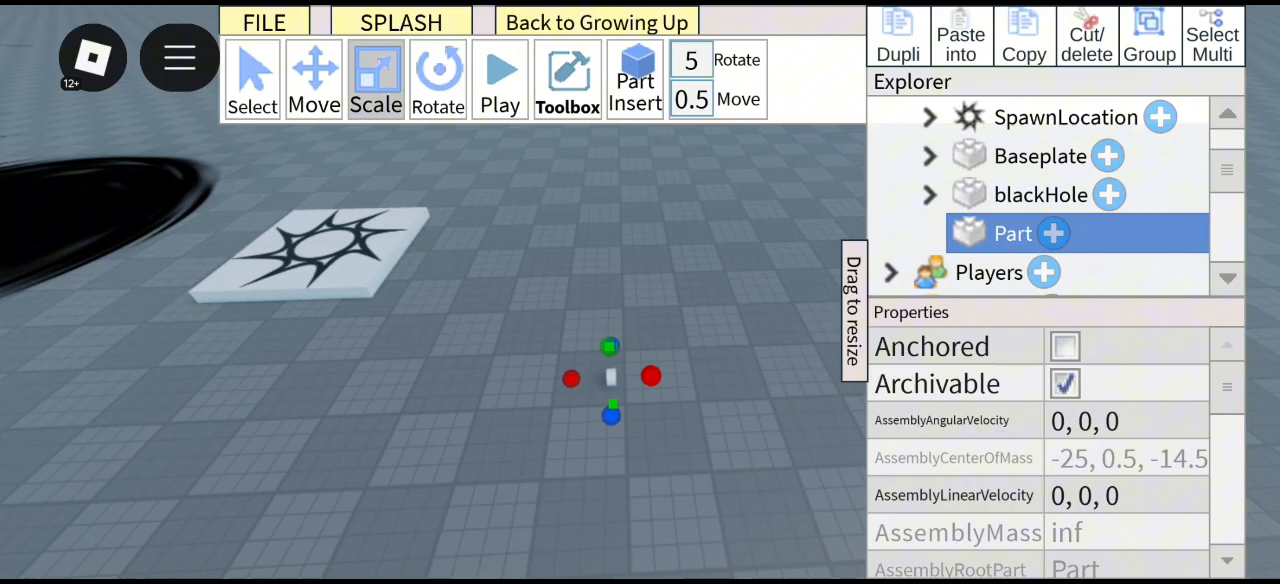 12+
FILE
SPLASH
Back to Growing Up
Select
Move
Scale
Rotate
Play
Toolbox
Part
Insert
5
Rotate
0.5
Move
Dupli
Paste
into
Copy
Cut/
delete
Group
Select
Multi
Explorer
SpawnLocation
Baseplate
blackHole
Part
Players
Drag to resize
Properties
Anchored
Archivable
AssemblyAngularVelocity
0, 0, 0
AssemblyCenterOfMass
-25, 0.5, -14.5
AssemblyLinearVelocity
0, 0, 0
AssemblyMass
inf
AssemblyRootPart
Part